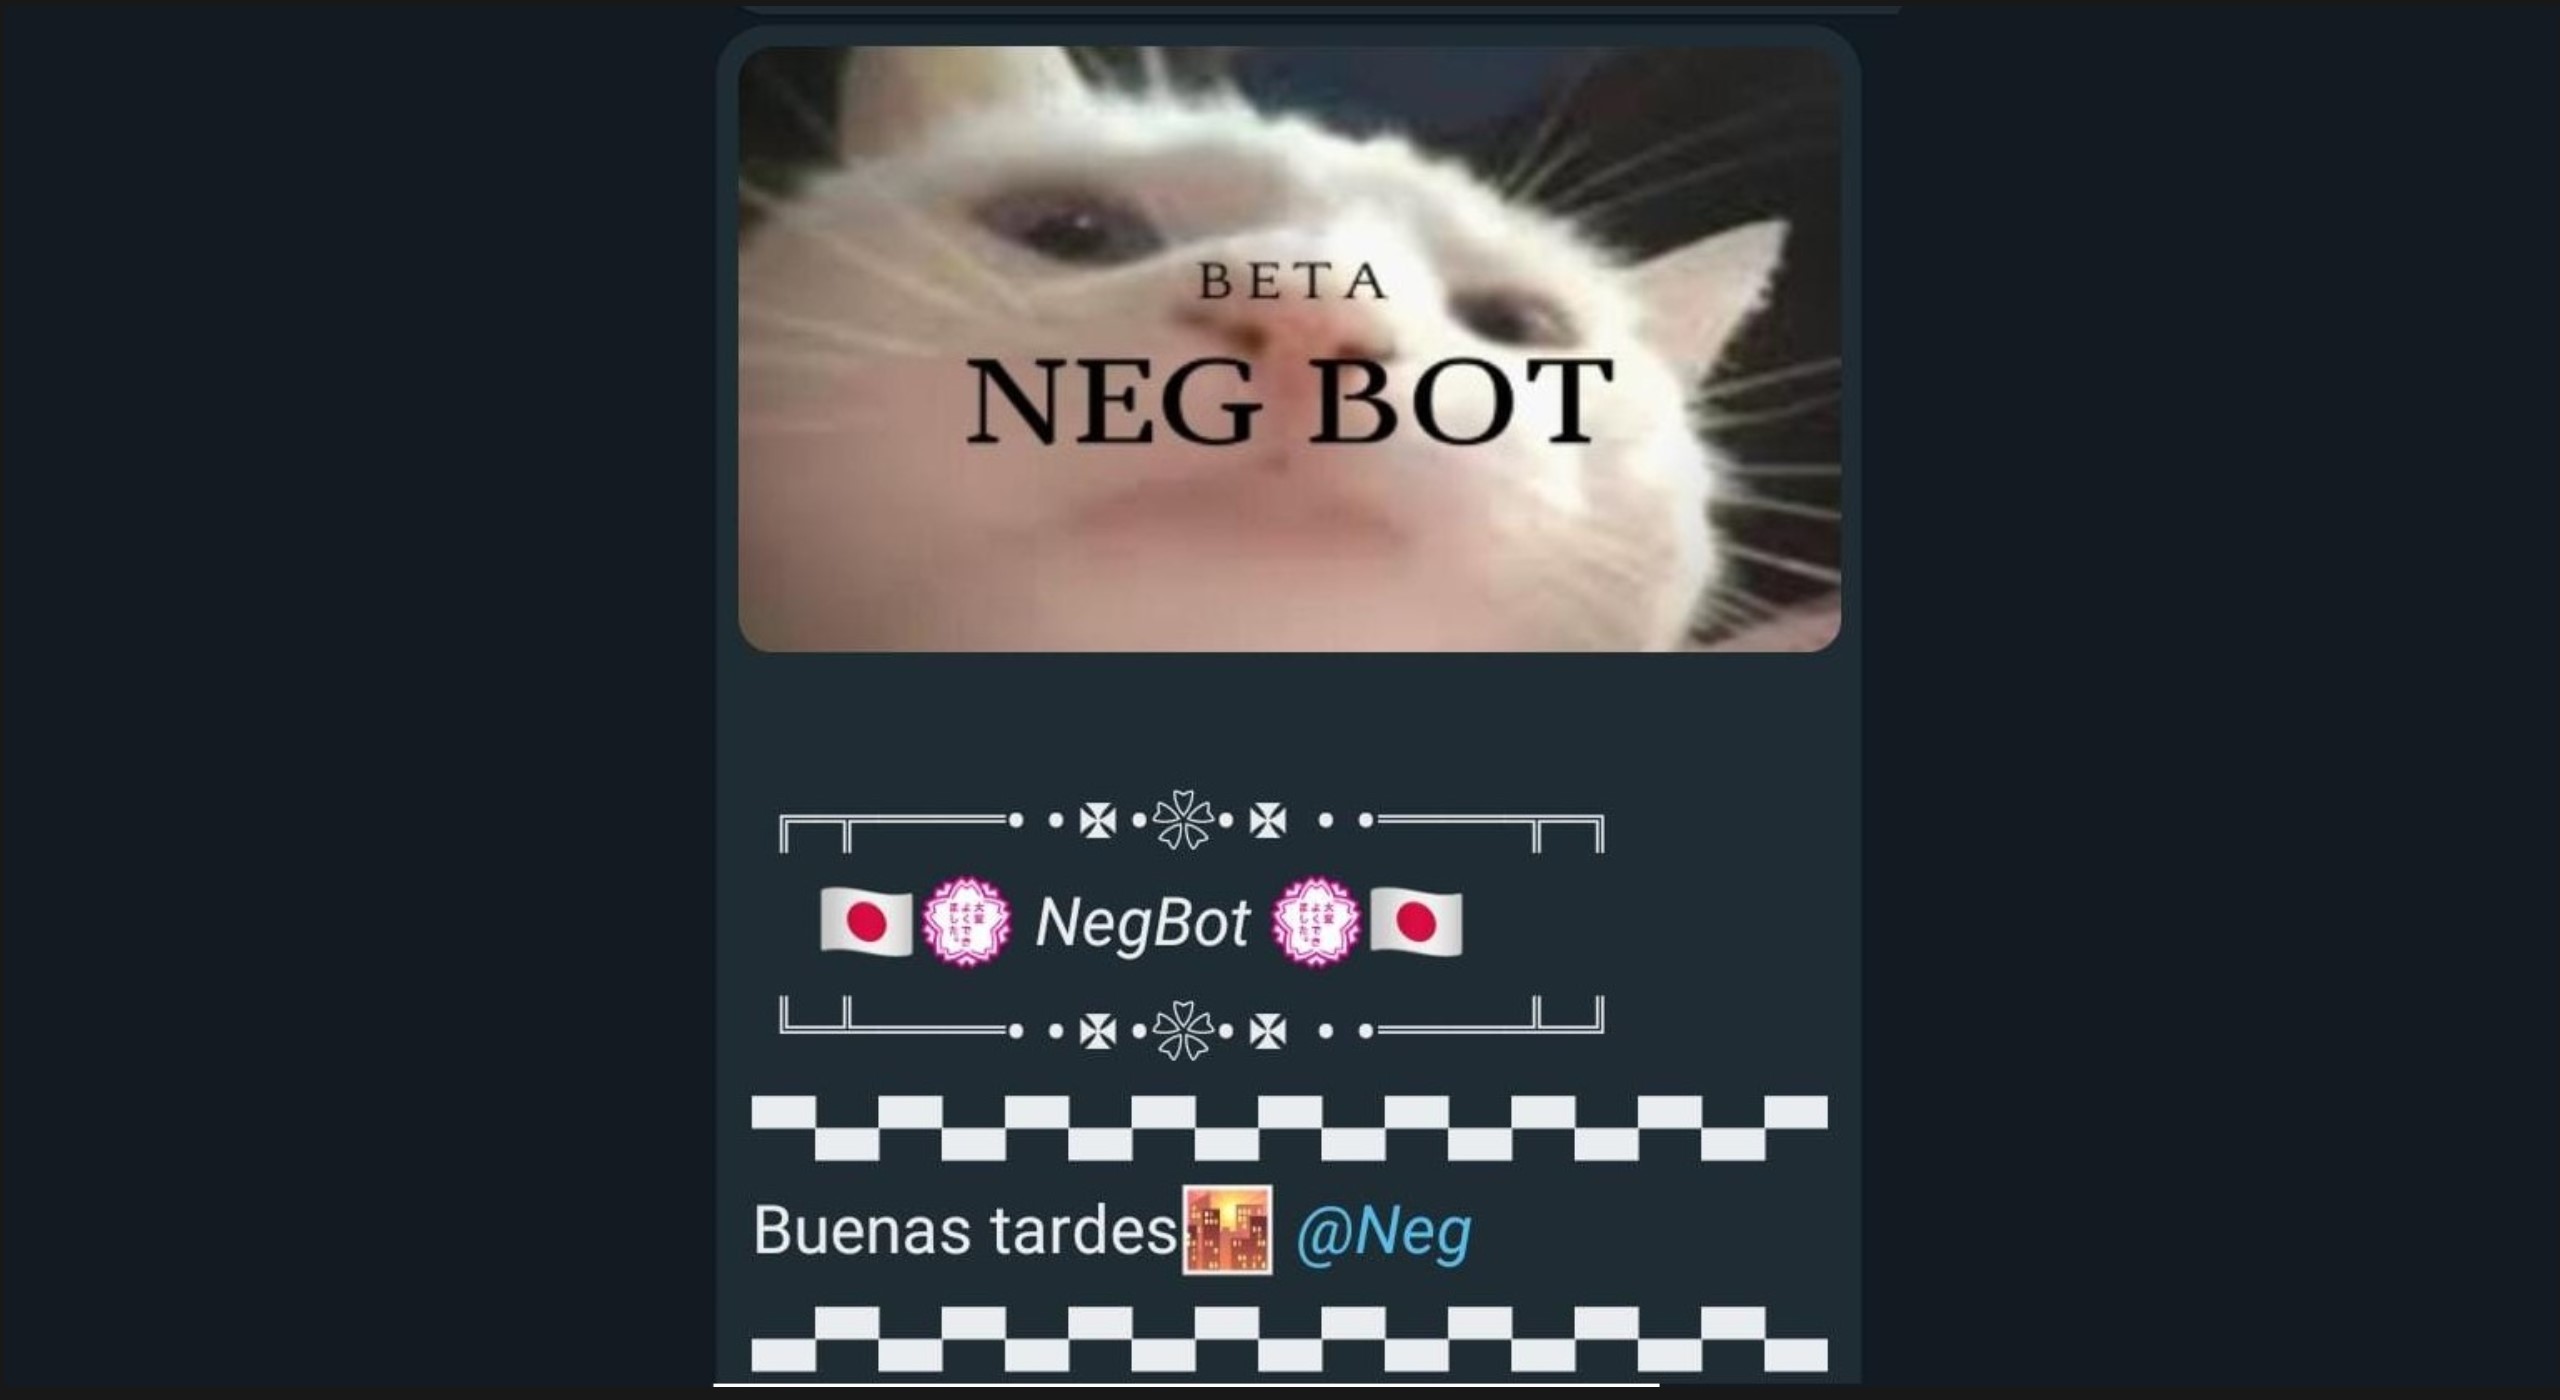 BETA
NEG BOT
╔═╦═══• •✠•❀•✠ • •═══╦═╗
🇯🇵💮 NegBot 💮🇯🇵
╚═╩═══• •✠•❀•✠ • •═══╩═╝
▀▄▀▄▀▄▀▄▀▄▀▄▀▄▀▄▀
Buenas tardes🌇 @Neg
▄▀▄▀▄▀▄▀▄▀▄▀▄▀▄▀▄